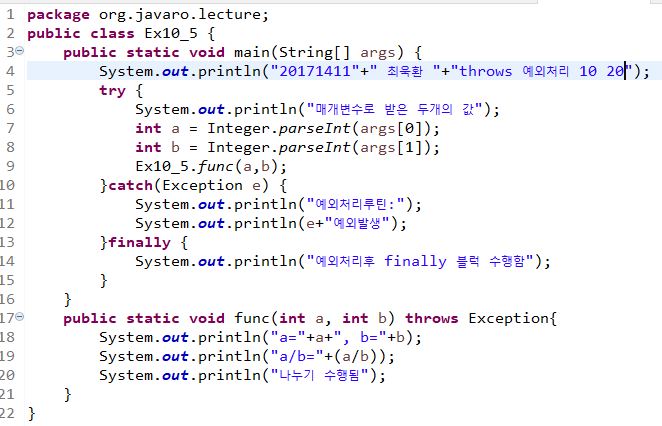 1 package org.javaro.lecture;
2 public class Ex10_5 {
3 public static void main(String[] args) {
4 System.out.println("20171411"+" 최욱환 "+"throws 예외처리 10 20");
5 try {
6 System.out.println("매개변수로 받은 두개의 값");
7 int a = Integer.parseInt(args[0]);
8 int b = Integer.parseInt(args[1]);
9 Ex10_5.func(a,b);
10 }catch(Exception e) {
11 System.out.println("예외처리루틴:");
12 System.out.println(e+"예외발생");
13 }finally {
14 System.out.println("예외처리후 finally 블럭 수행함");
15 }
16 }
17 public static void func(int a, int b) throws Exception{
18 System.out.println("a="+a+", b="+b);
19 System.out.println("a/b="+(a/b));
20 System.out.println("나누기 수행됨");
21 }
22 }